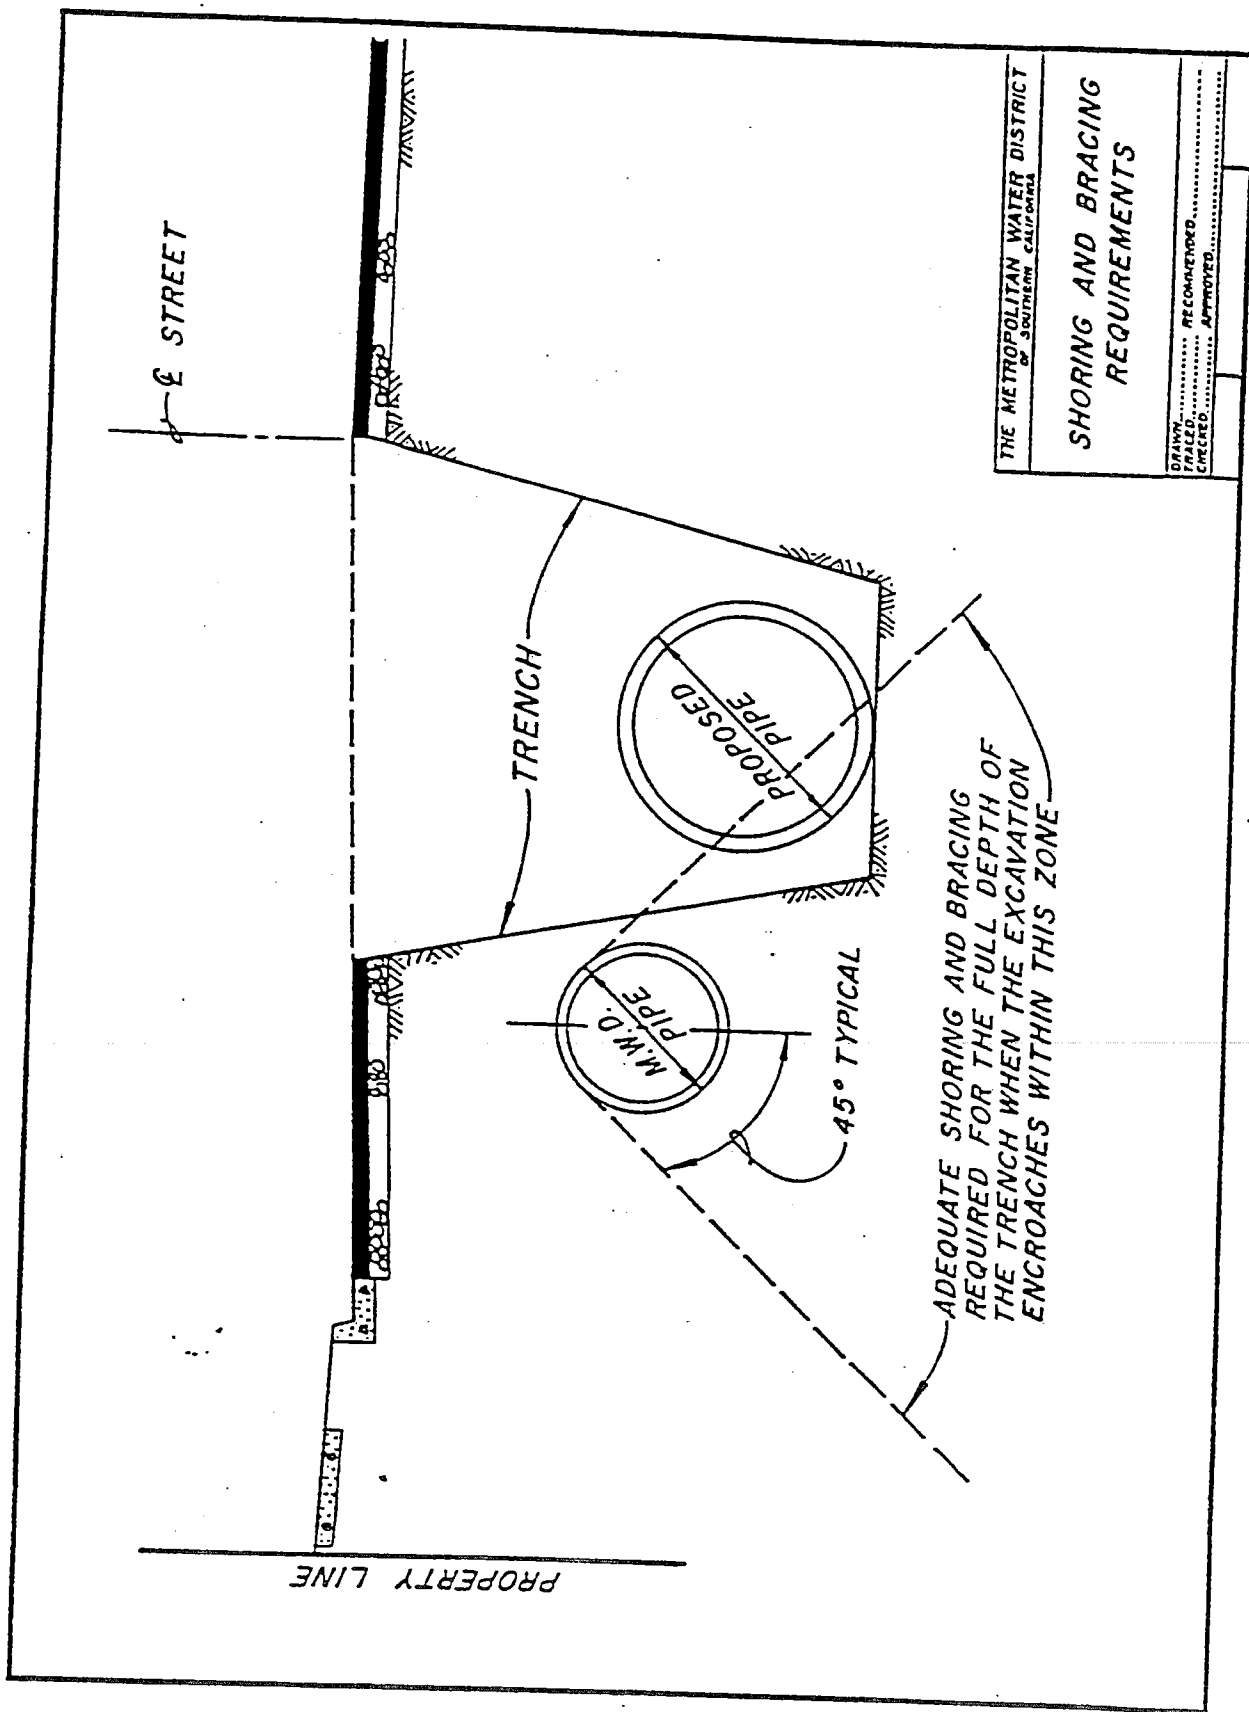 ℄ STREET
TRENCH
PROPOSED
PIPE
M.W.D.
PIPE
45° TYPICAL
PROPERTY LINE
ADEQUATE SHORING AND BRACING
REQUIRED FOR THE FULL DEPTH OF
THE TRENCH WHEN THE EXCAVATION
ENCROACHES WITHIN THIS ZONE
THE METROPOLITAN WATER DISTRICT
OF SOUTHERN CALIFORNIA
SHORING AND BRACING
REQUIREMENTS
DRAWN............ RECOMMENDED............
TRACED............
CHECKED............ APPROVED............